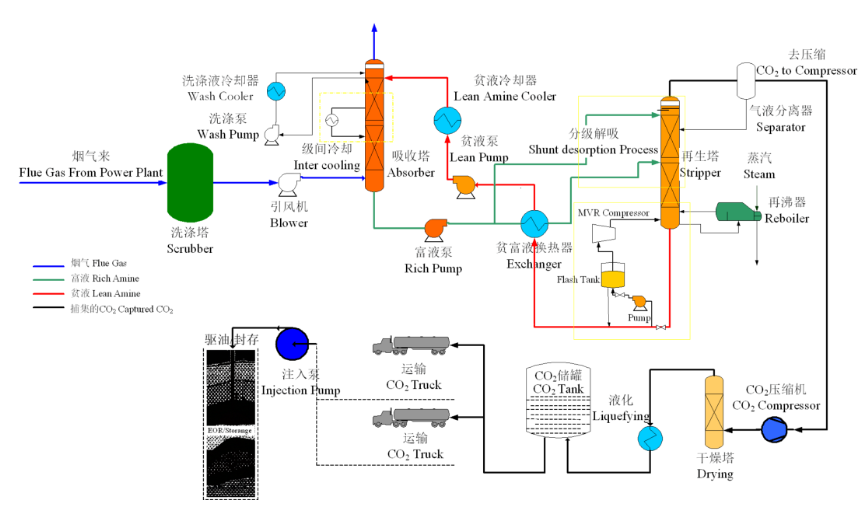 去压缩
CO₂ to Compressor
洗涤液冷却器
Wash Cooler
贫液冷却器
Lean Amine Cooler
洗涤泵
Wash Pump
气液分离器
Separator
级间冷却
Inter cooling
吸收塔
Absorber
贫液泵
Lean Pump
分级解吸
Shunt desorption Process
再生塔
Stripper
蒸汽
Steam
烟气来
Flue Gas From Power Plant
洗涤塔
Scrubber
引风机
Blower
富液泵
Rich Pump
贫富液换热器
Exchanger
MVR Compressor
再沸器
Reboiler
Flash Tank
Pump
烟气 Flue Gas
富液 Rich Amine
贫液 Lean Amine
捕集的CO₂ Captured CO₂
驱油/封存
EOR/Storange
注入泵
Injection Pump
运输
CO₂ Truck
运输
CO₂ Truck
CO₂储罐
CO₂ Tank
液化
Liquefying
干燥塔
Drying
CO₂压缩机
CO₂ Compressor